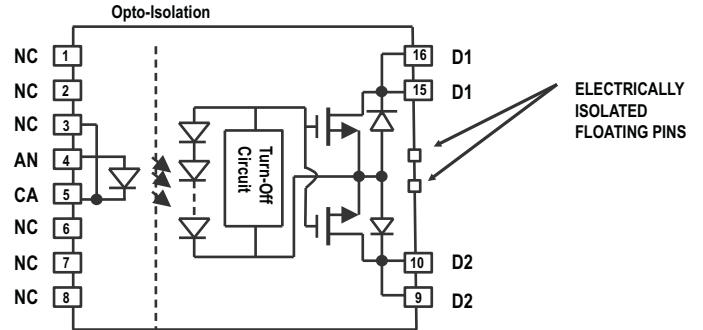 Opto-Isolation
NC 1
NC 2
NC 3
AN 4
CA 5
NC 6
NC 7
NC 8
Turn-Off
Circuit
16 D1
15 D1
10 D2
9 D2
ELECTRICALLY
ISOLATED
FLOATING PINS